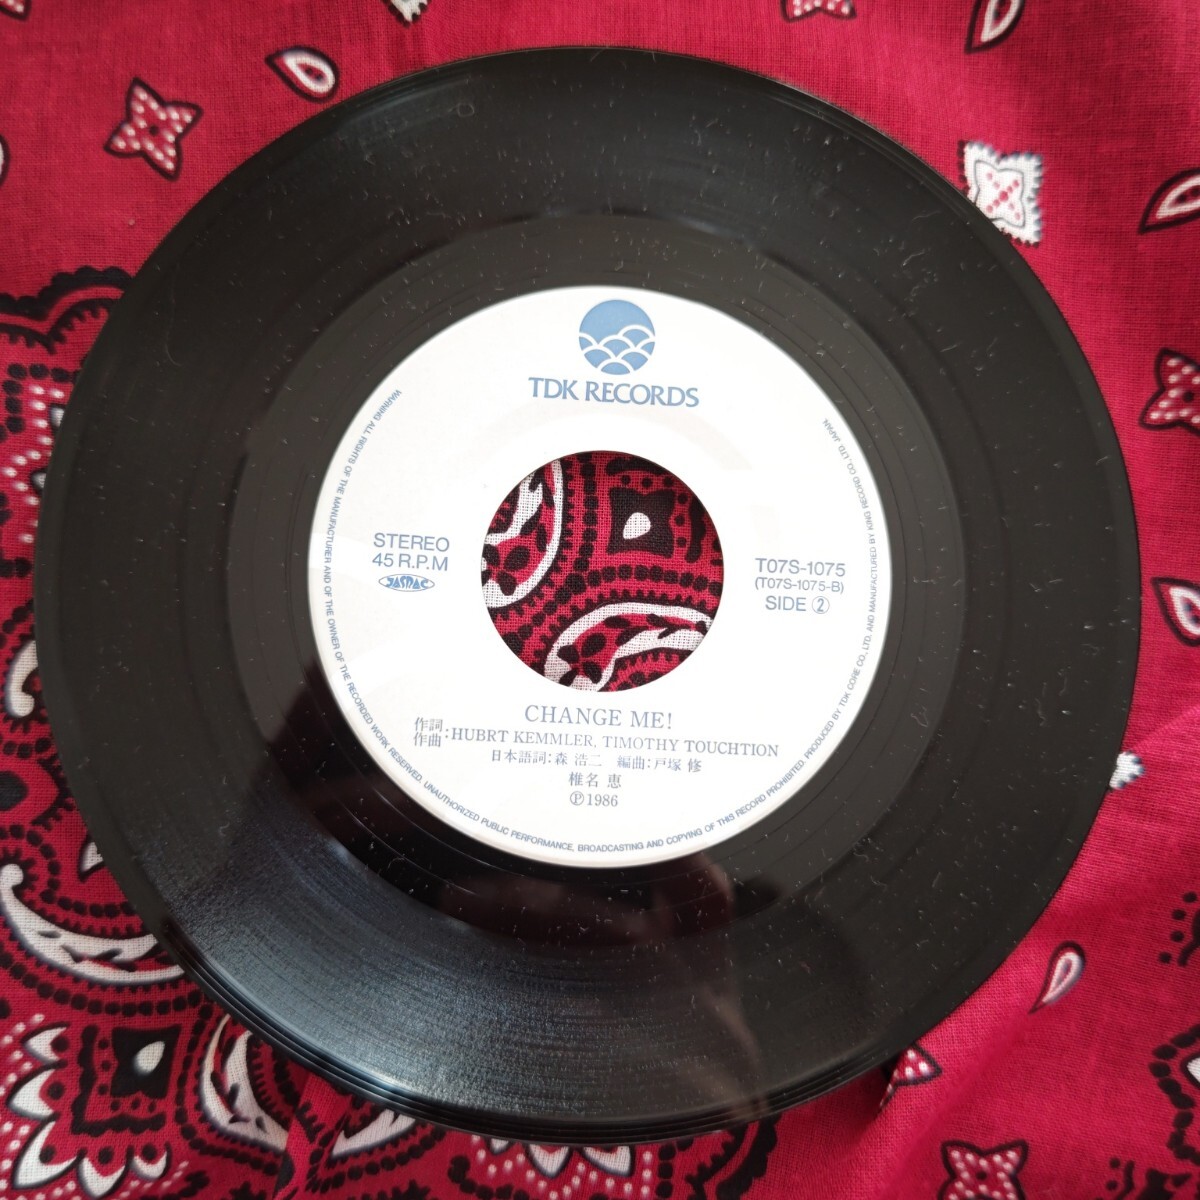 TDK RECORDS
STEREO
45 R.P.M
JASRAC
T07S-1075
(T07S-1075-B)
SIDE ②
CHANGE ME!
作詞
作曲:HUBRT KEMMLER, TIMOTHY TOUCHTION
日本語詞:森 浩二 編曲:戸塚 修
椎名 恵
Ⓟ1986
WARNING ALL RIGHTS OF THE MANUFACTURER AND OF THE OWNER OF THE RECORDED WORK RESERVED. UNAUTHORIZED PUBLIC PERFORMANCE, BROADCASTING AND COPYING OF THIS RECORD PROHIBITED. PRODUCED BY TDK CORE CO., LTD. AND MANUFACTURED BY KING RECORD CO., LTD. JAPAN